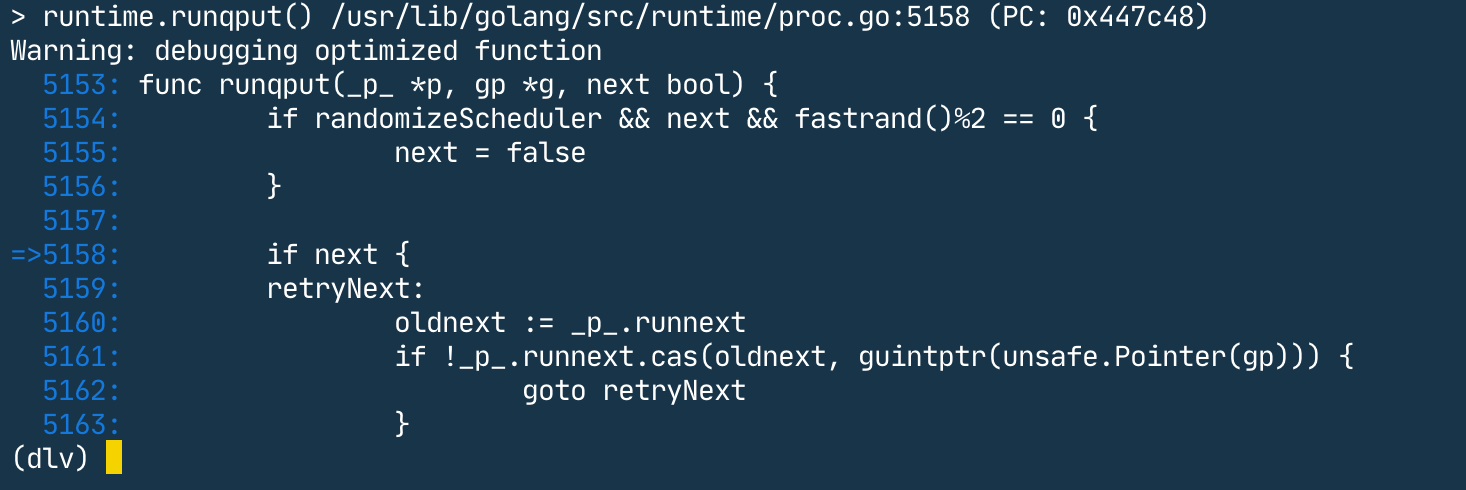 > runtime.runqput() /usr/lib/golang/src/runtime/proc.go:5158 (PC: 0x447c48)
Warning: debugging optimized function
  5153: func runqput(_p_ *p, gp *g, next bool) {
  5154:         if randomizeScheduler && next && fastrand()%2 == 0 {
  5155:                 next = false
  5156:         }
  5157:
=>5158:         if next {
  5159:         retryNext:
  5160:                 oldnext := _p_.runnext
  5161:                 if !_p_.runnext.cas(oldnext, guintptr(unsafe.Pointer(gp))) {
  5162:                         goto retryNext
  5163:                 }
(dlv)